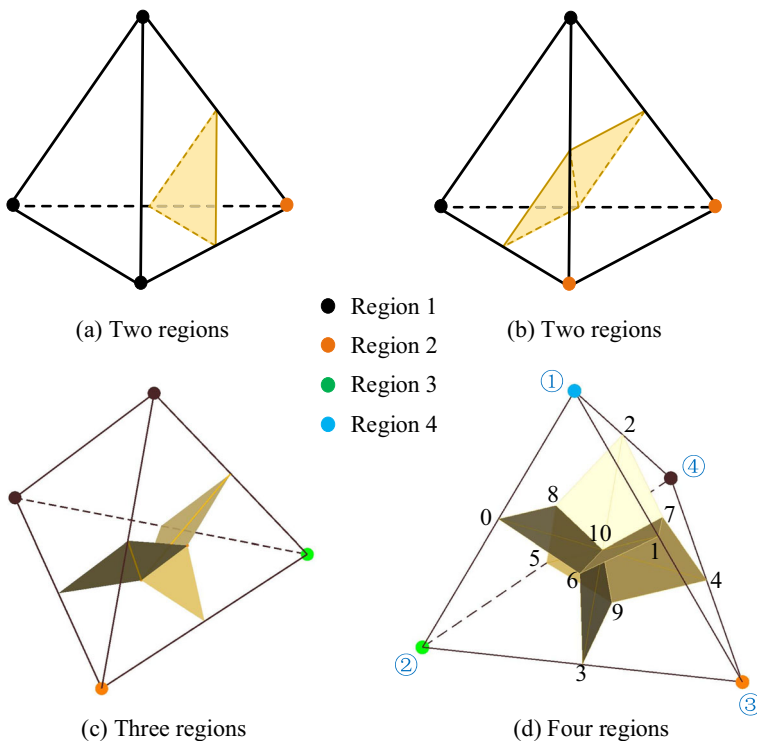 (a) Two regions
(b) Two regions
Region 1
Region 2
Region 3
Region 4
(c) Three regions
①
2
④
8
0
10
7
1
5
6
4
9
②
3
③
(d) Four regions